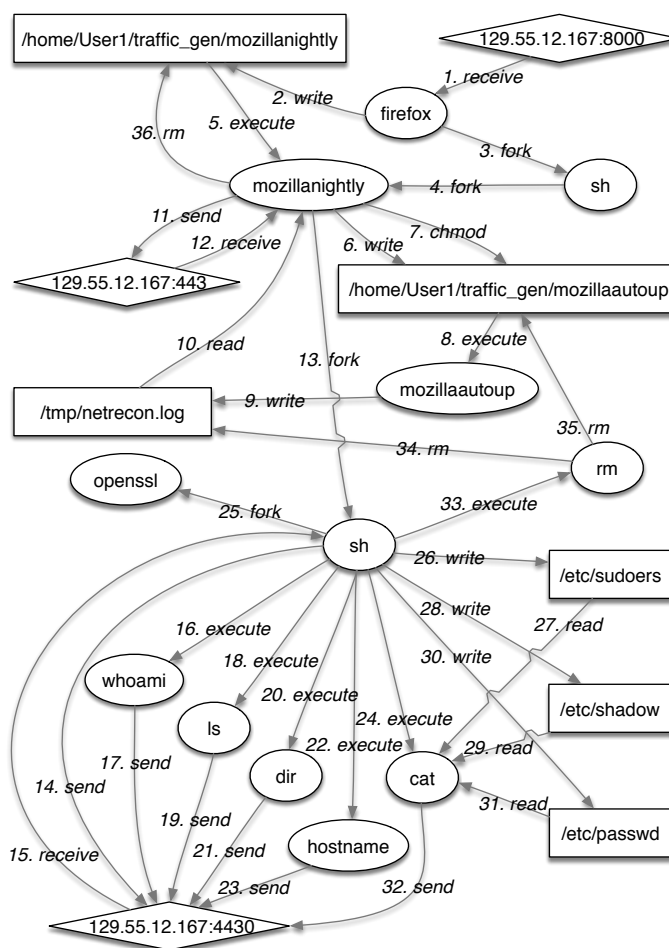 /home/User1/traffic_gen/mozillanightly
129.55.12.167:8000
1. receive
2. write
firefox
36. rm
5. execute
3. fork
mozillanightly
4. fork
sh
11. send
12. receive
7. chmod
6. write
129.55.12.167:443
/home/User1/traffic_gen/mozillaautoup
10. read
13. fork
8. execute
mozillaautoup
9. write
/tmp/netrecon.log
35. rm
34. rm
openssl
rm
25. fork
33. execute
sh
26. write
/etc/sudoers
28. write
27. read
16. execute
30. write
18. execute
whoami
20. execute
/etc/shadow
24. execute
ls
22. execute
29. read
17. send
dir
cat
14. send
31. read
19. send
/etc/passwd
21. send
hostname
15. receive
23. send
32. send
129.55.12.167:4430